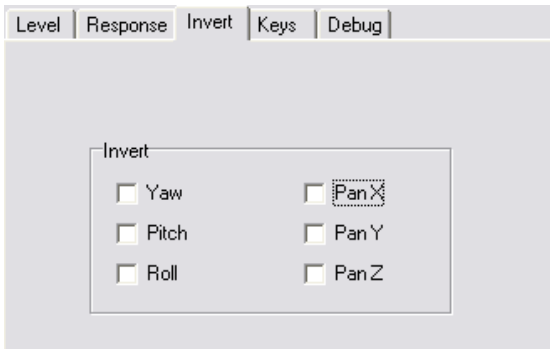 Level Response Invert Keys Debug
Invert
Yaw Pan X
Pitch Pan Y
Roll Pan Z